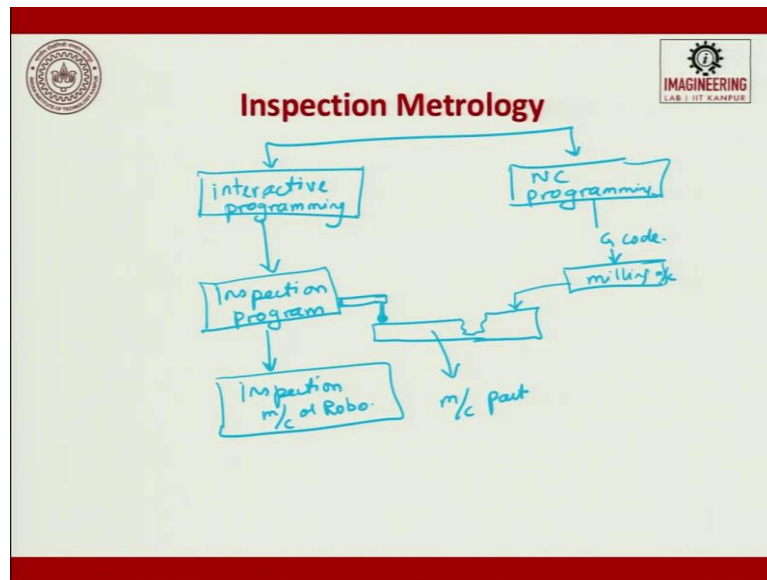 IMAGINEERING
LAB | IIT KANPUR
Inspection Metrology
interactive
programming
NC
programming
G code.
milling m/c
Inspection
program
Inspection
m/c or Robo.
m/c part